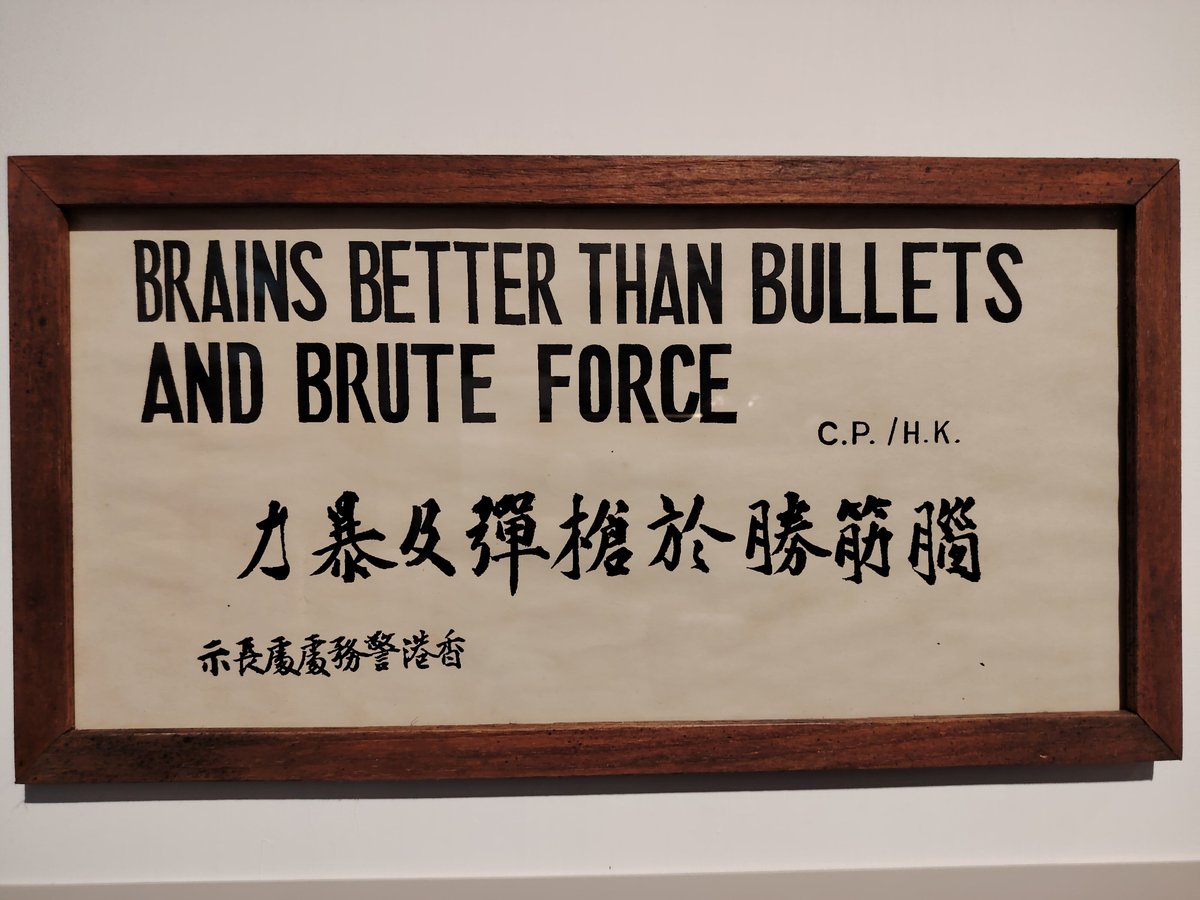 BRAINS BETTER THAN BULLETS
AND BRUTE FORCE
C.P. /H.K.
腦筋勝於槍彈及暴力
香港警務處處長示